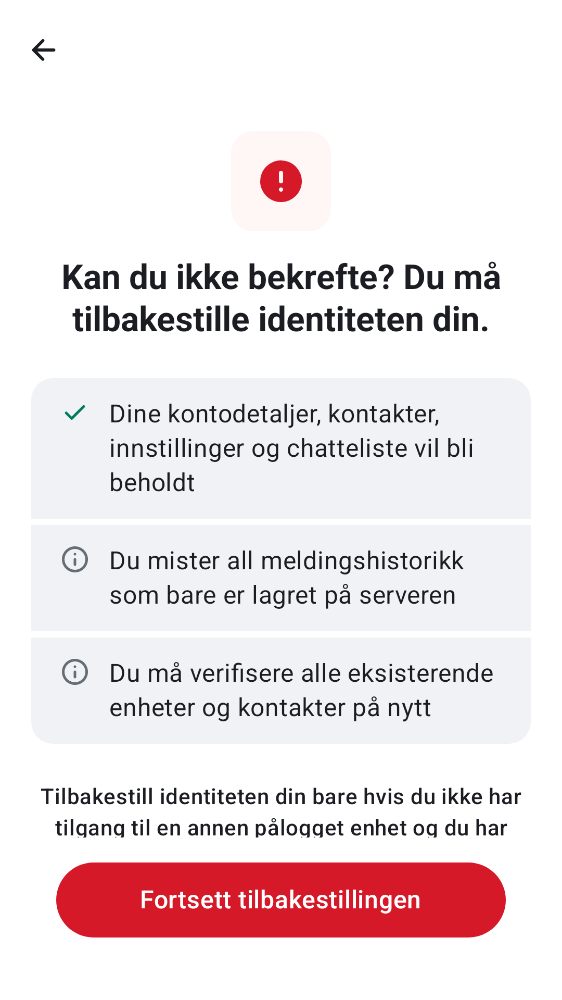 Kan du ikke bekrefte? Du må
tilbakestille identiteten din.
Dine kontodetaljer, kontakter,
innstillinger og chatteliste vil bli
beholdt
Du mister all meldingshistorikk
som bare er lagret på serveren
Du må verifisere alle eksisterende
enheter og kontakter på nytt
Tilbakestill identiteten din bare hvis du ikke har
tilgang til en annen pålogget enhet og du har
Fortsett tilbakestillingen